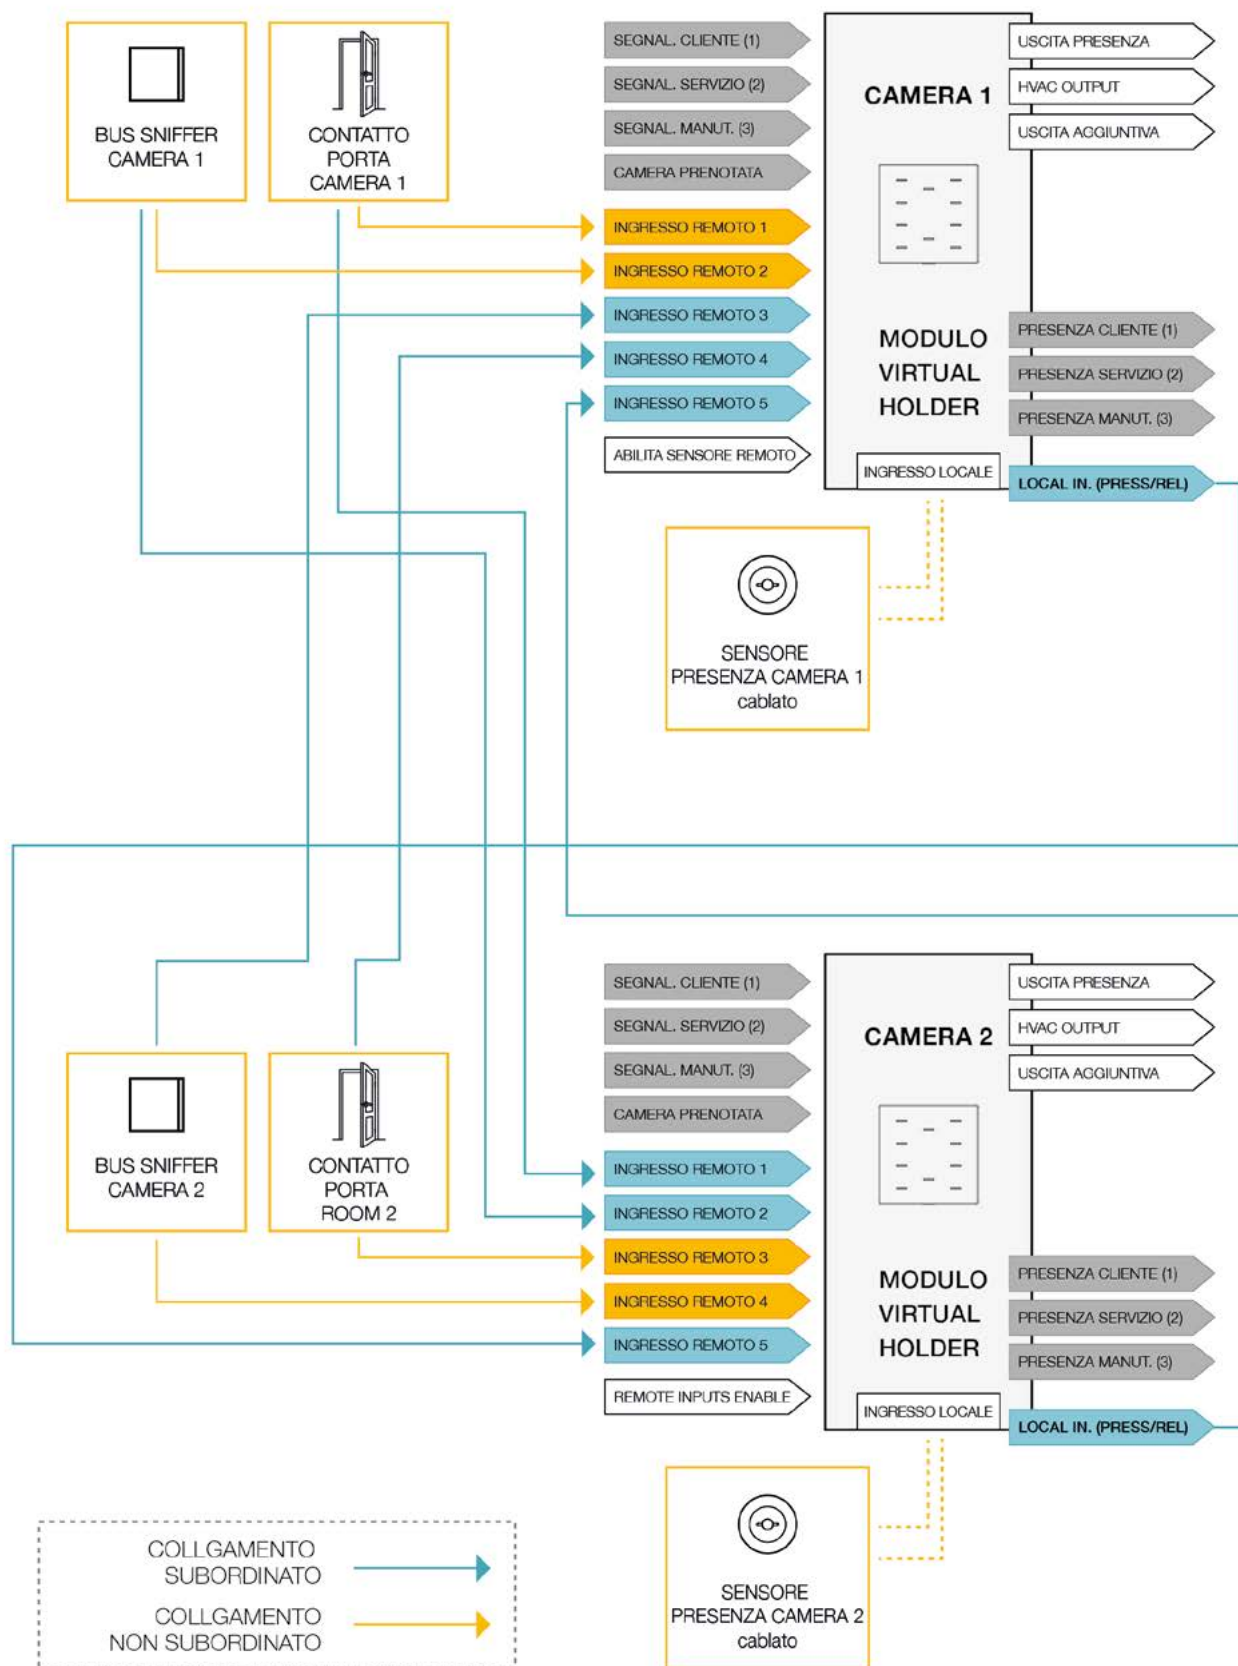 BUS SNIFFER
CAMERA 1
CONTATTO
PORTA
CAMERA 1
SEGNAL. CLIENTE (1)
SEGNAL. SERVIZIO (2)
SEGNAL. MANUT. (3)
CAMERA PRENOTATA
INGRESSO REMOTO 1
INGRESSO REMOTO 2
INGRESSO REMOTO 3
INGRESSO REMOTO 4
INGRESSO REMOTO 5
ABILITA SENSORE REMOTO
CAMERA 1
MODULO
VIRTUAL
HOLDER
INGRESSO LOCALE
USCITA PRESENZA
HVAC OUTPUT
USCITA AGGIUNTIVA
PRESENZA CLIENTE (1)
PRESENZA SERVIZIO (2)
PRESENZA MANUT. (3)
LOCAL IN. (PRESS/REL)
SENSORE
PRESENZA CAMERA 1
cablato
BUS SNIFFER
CAMERA 2
CONTATTO
PORTA
ROOM 2
SEGNAL. CLIENTE (1)
SEGNAL. SERVIZIO (2)
SEGNAL. MANUT. (3)
CAMERA PRENOTATA
INGRESSO REMOTO 1
INGRESSO REMOTO 2
INGRESSO REMOTO 3
INGRESSO REMOTO 4
INGRESSO REMOTO 5
REMOTE INPUTS ENABLE
CAMERA 2
MODULO
VIRTUAL
HOLDER
INGRESSO LOCALE
USCITA PRESENZA
HVAC OUTPUT
USCITA AGGIUNTIVA
PRESENZA CLIENTE (1)
PRESENZA SERVIZIO (2)
PRESENZA MANUT. (3)
LOCAL IN. (PRESS/REL)
SENSORE
PRESENZA CAMERA 2
cablato
COLLGAMENTO
SUBORDINATO
COLLGAMENTO
NON SUBORDINATO